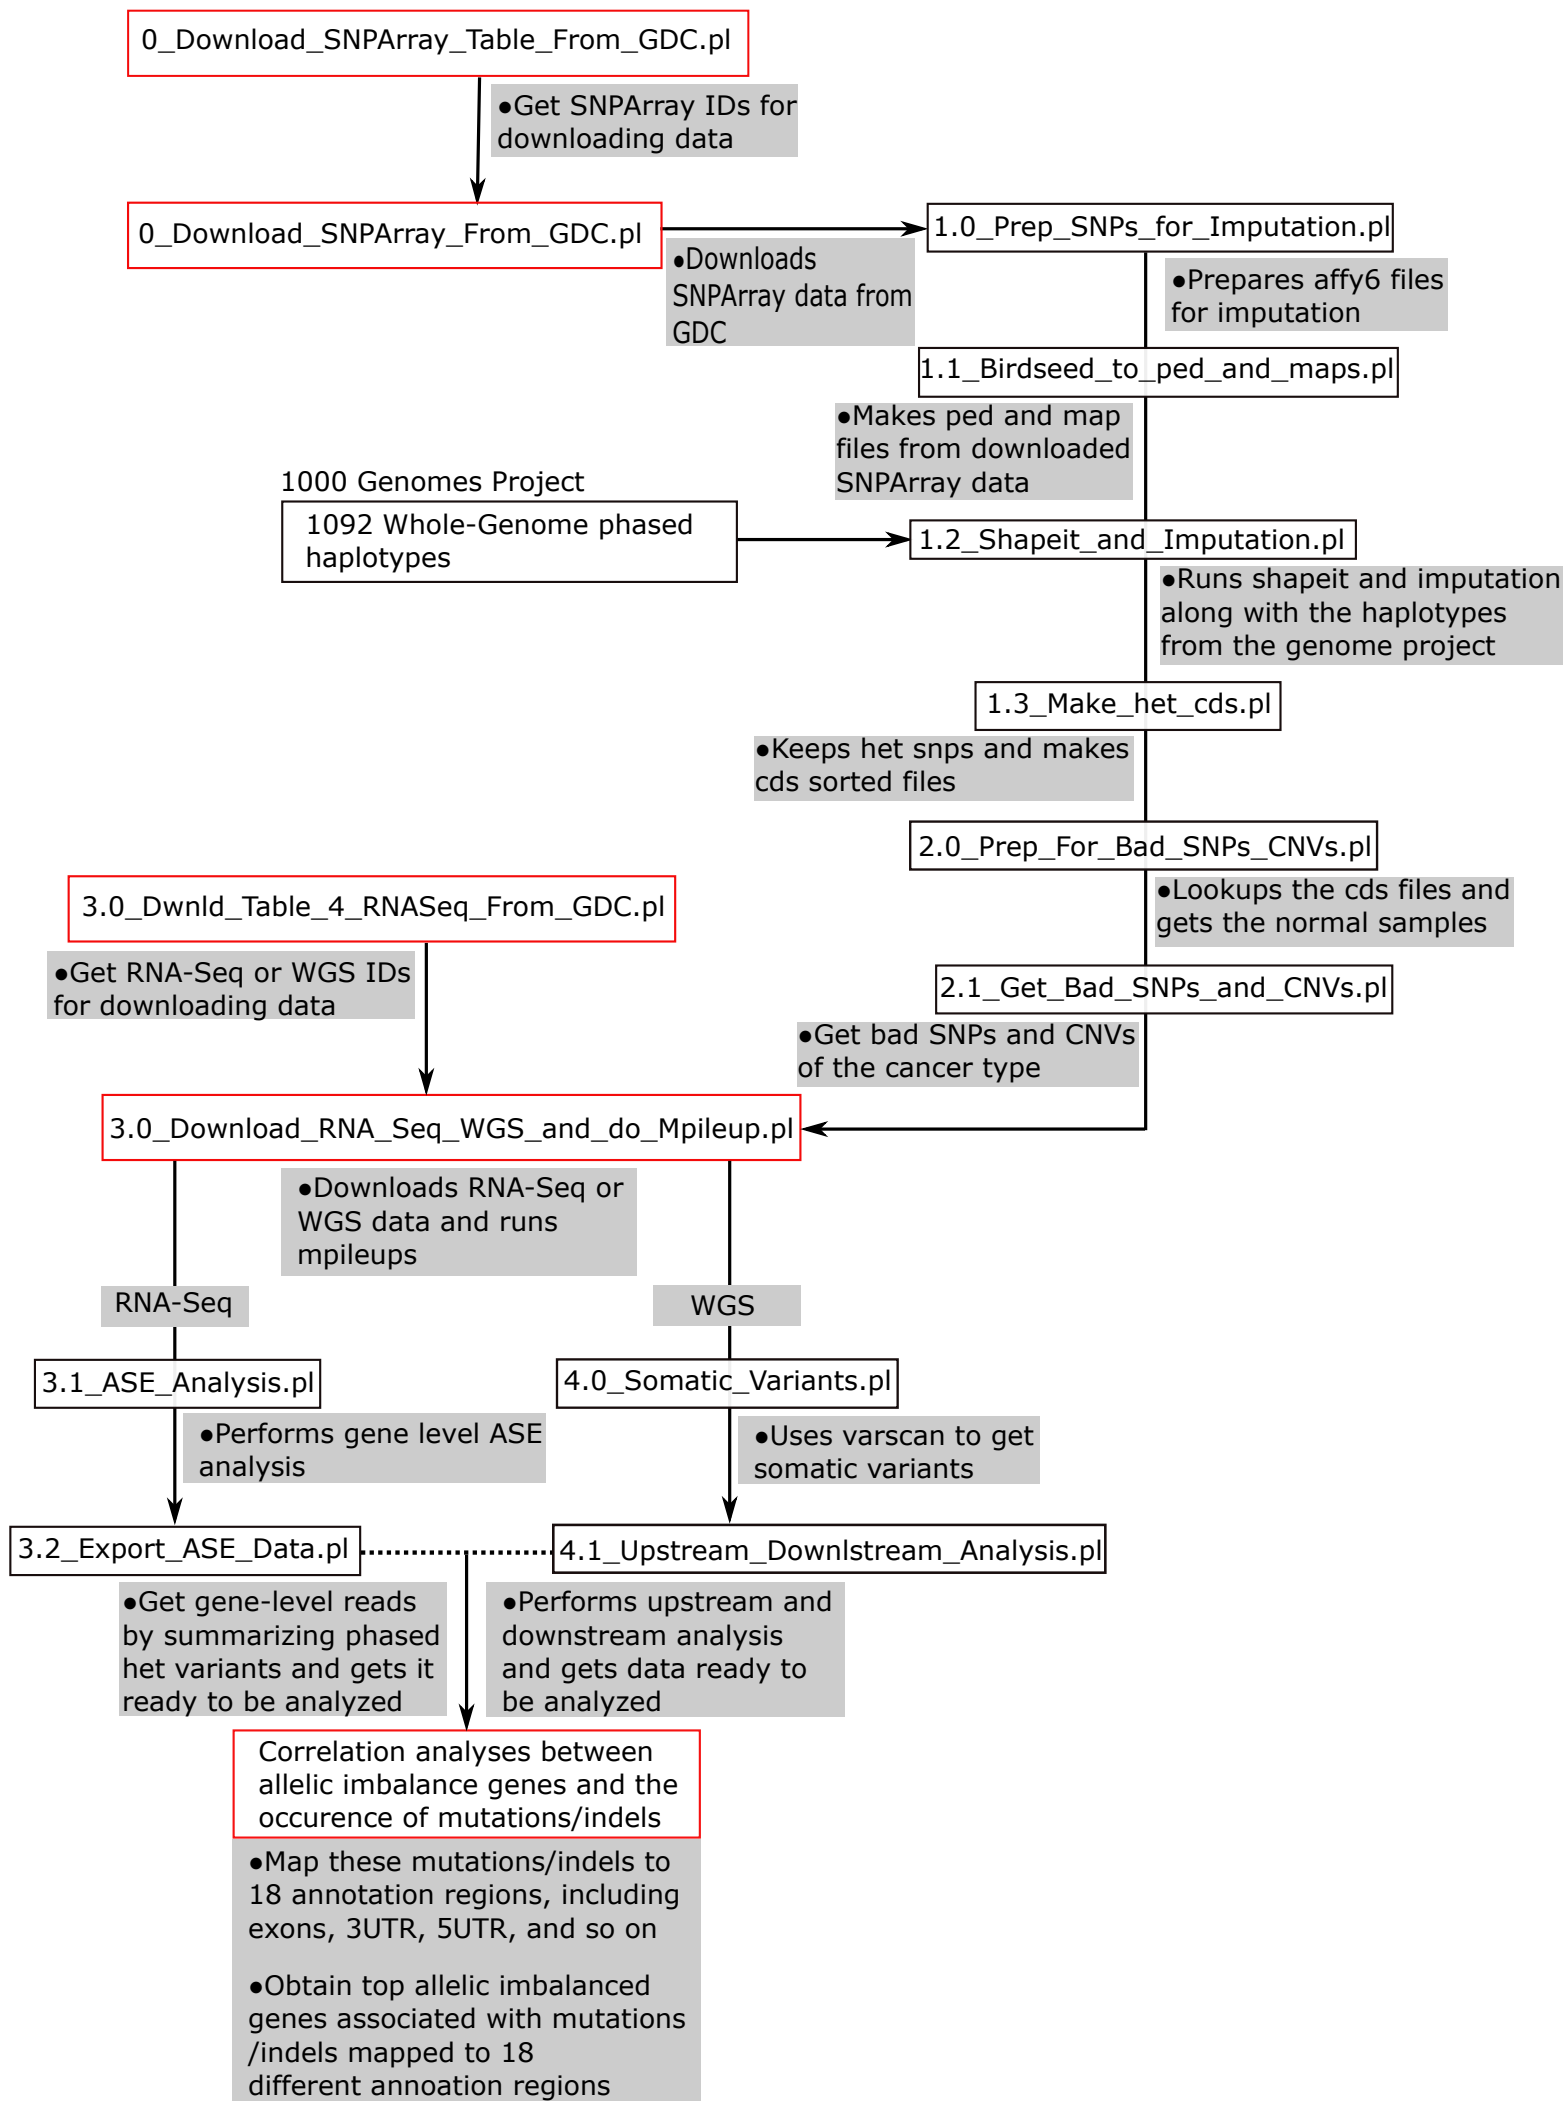 0_Download_SNPArray_Table_From_GDC.pl
●Get SNPArray IDs for
downloading data
0_Download_SNPArray_From_GDC.pl
1.0_Prep_SNPs_for_Imputation.pl
●Downloads
SNPArray data from
GDC
●Prepares affy6 files
for imputation
1.1_Birdseed_to_ped_and_maps.pl
●Makes ped and map
files from downloaded
SNPArray data
1000 Genomes Project
1092 Whole-Genome phased
haplotypes
1.2_Shapeit_and_Imputation.pl
●Runs shapeit and imputation
along with the haplotypes
from the genome project
1.3_Make_het_cds.pl
●Keeps het snps and makes
cds sorted files
2.0_Prep_For_Bad_SNPs_CNVs.pl
●Lookups the cds files and
gets the normal samples
3.0_Dwnld_Table_4_RNASeq_From_GDC.pl
●Get RNA-Seq or WGS IDs
for downloading data
2.1_Get_Bad_SNPs_and_CNVs.pl
●Get bad SNPs and CNVs
of the cancer type
3.0_Download_RNA_Seq_WGS_and_do_Mpileup.pl
●Downloads RNA-Seq or
WGS data and runs
mpileups
RNA-Seq
WGS
3.1_ASE_Analysis.pl
4.0_Somatic_Variants.pl
●Performs gene level ASE
analysis
●Uses varscan to get
somatic variants
3.2_Export_ASE_Data.pl
4.1_Upstream_Downlstream_Analysis.pl
●Get gene-level reads
by summarizing phased
het variants and gets it
ready to be analyzed
●Performs upstream and
downstream analysis
and gets data ready to
be analyzed
Correlation analyses between
allelic imbalance genes and the
occurence of mutations/indels
●Map these mutations/indels to
18 annotation regions, including
exons, 3UTR, 5UTR, and so on
●Obtain top allelic imbalanced
genes associated with mutations
/indels mapped to 18
different annoation regions